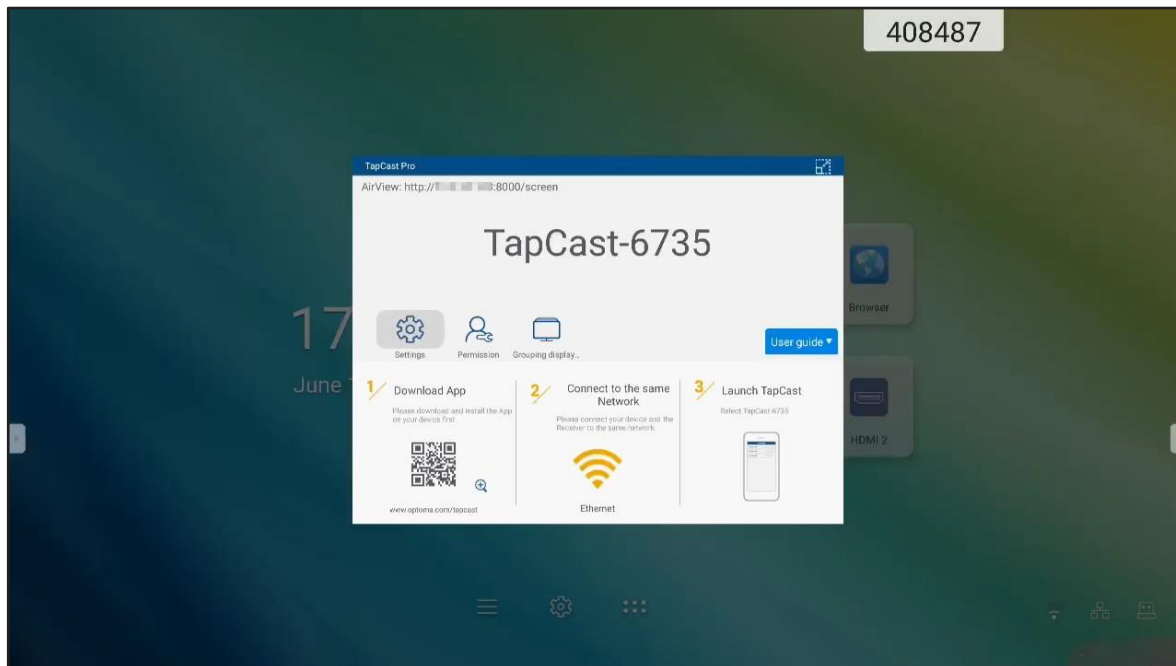 408487
TapCast Pro
AirView: http:// :8000/screen
TapCast-6735
17
Browser
Settings
Permission
Grouping display..
User guide
June
1/ Download App
Please download and install the App
on your device first.
2/ Connect to the same
Network
Please connect your device and the
Receiver to the same network.
3/ Launch TapCast
Select TapCast-6735
HDMI 2
www.optoma.com/tapcast
Ethernet